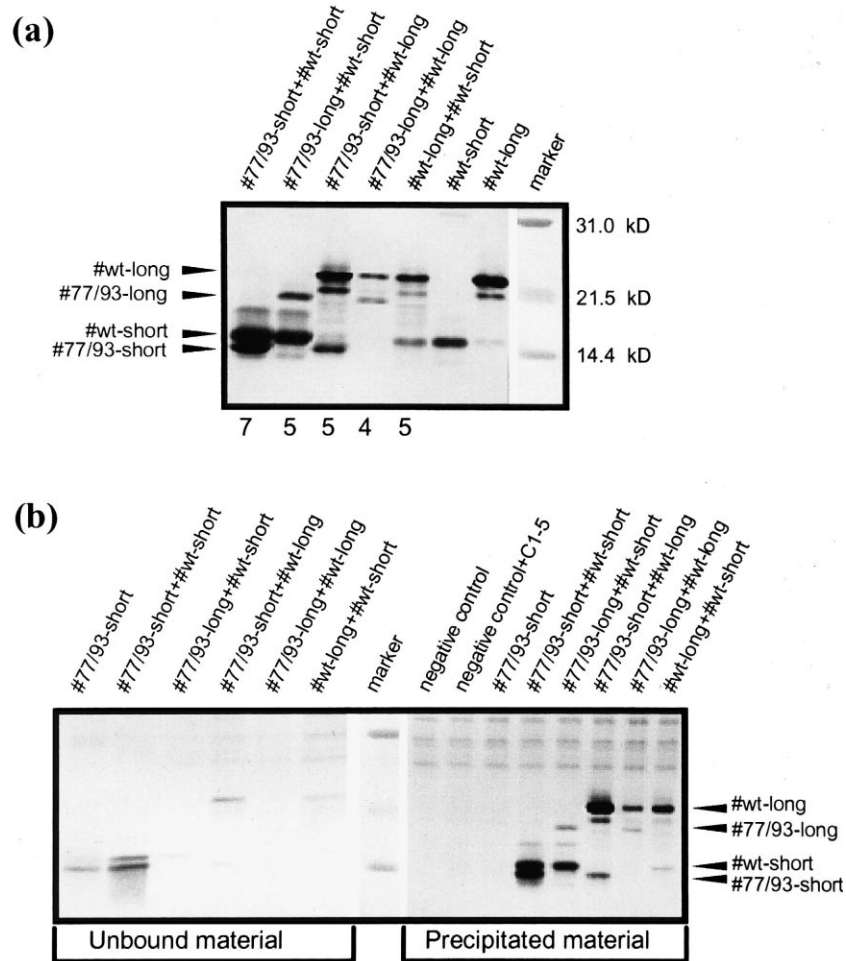 (a)
#77/93-short+#wt-short
#77/93-long+#wt-short
#77/93-short+#wt-long
#77/93-long+#wt-long
#wt-long+#wt-short
#wt-short
#wt-long
marker
#wt-long
#77/93-long
#wt-short
#77/93-short
31.0 kD
21.5 kD
14.4 kD
7 5 5 4 5
(b)
#77/93-short
#77/93-short+#wt-short
#77/93-long+#wt-short
#77/93-short+#wt-long
#77/93-long+#wt-long
#wt-long+#wt-short
marker
negative control
negative control+C1-5
#77/93-short
#77/93-short+#wt-short
#77/93-long+#wt-short
#77/93-short+#wt-long
#77/93-long+#wt-long
#wt-long+#wt-short
#wt-long
#77/93-long
#wt-short
#77/93-short
Unbound material
Precipitated material